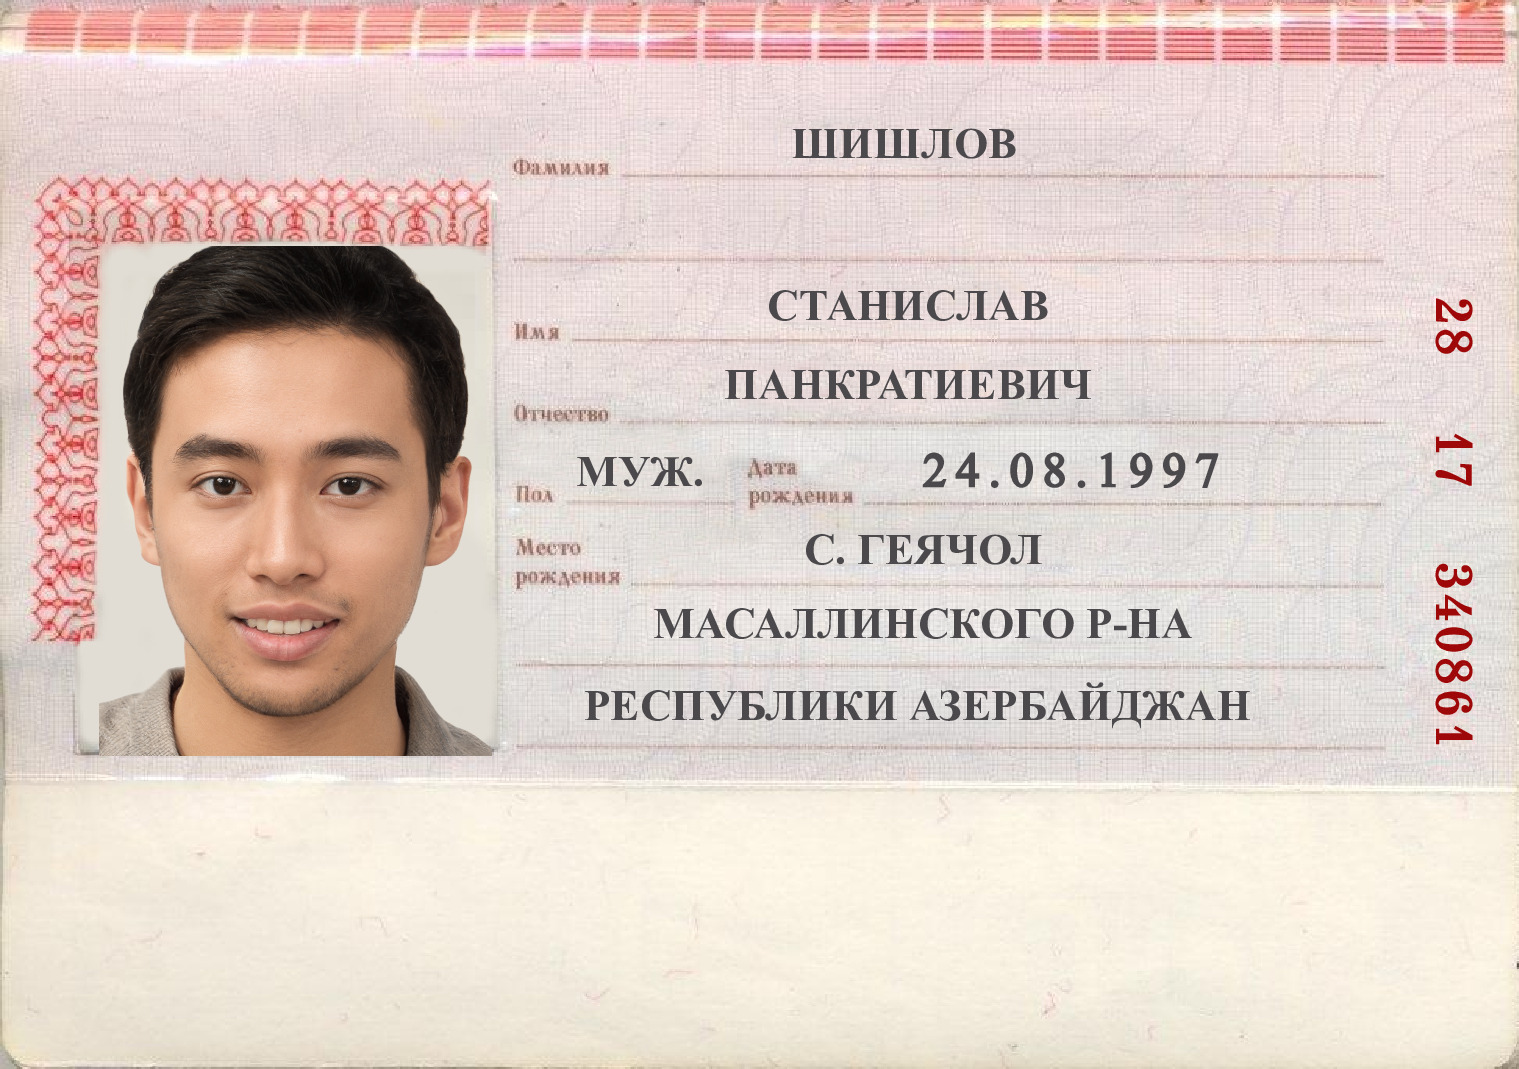 Фамилия ШИШЛОВ
Имя СТАНИСЛАВ
Отчество ПАНКРАТИЕВИЧ
Пол МУЖ. Дата рождения 24.08.1997
Место рождения С. ГЕЯЧОЛ
МАСАЛЛИНСКОГО Р-НА
РЕСПУБЛИКИ АЗЕРБАЙДЖАН
28 17 340861